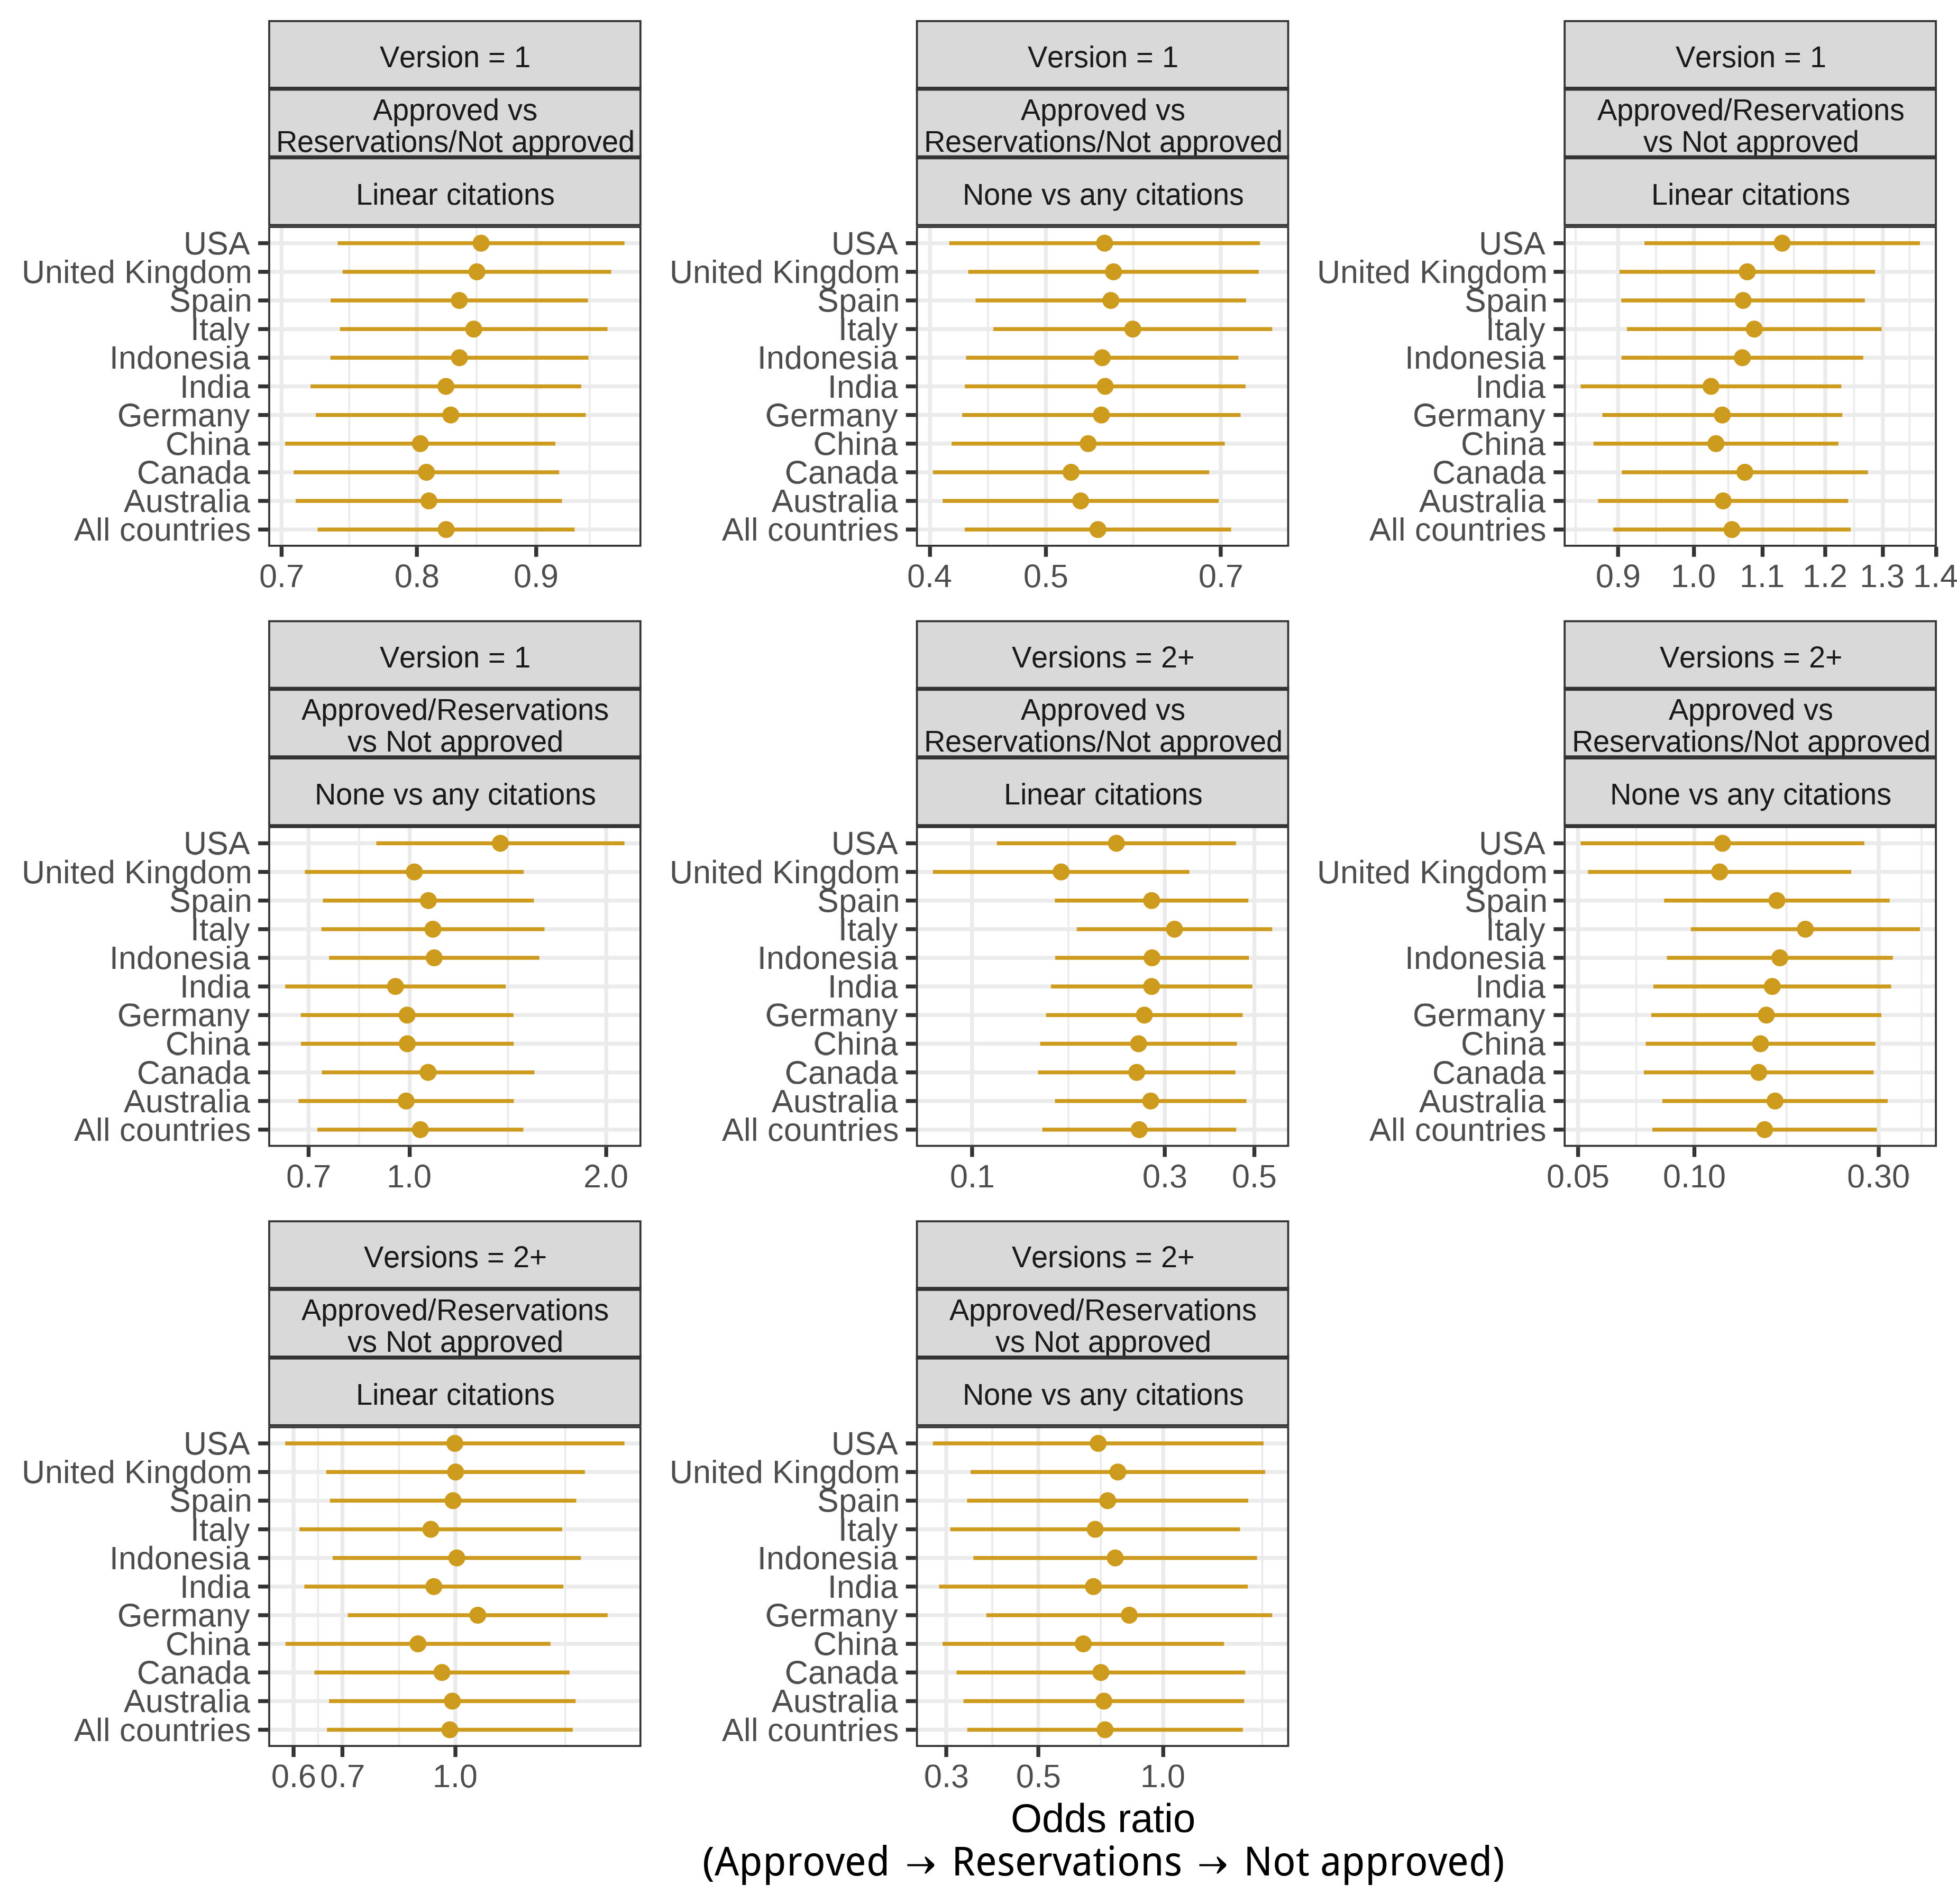 Version = 1
Approved vs
Reservations/Not approved
Linear citations
USA
United Kingdom
Spain
Italy
Indonesia
India
Germany
China
Canada
Australia
All countries
0.7 0.8 0.9
Version = 1
Approved vs
Reservations/Not approved
None vs any citations
USA
United Kingdom
Spain
Italy
Indonesia
India
Germany
China
Canada
Australia
All countries
0.4 0.5 0.7
Version = 1
Approved/Reservations
vs Not approved
Linear citations
USA
United Kingdom
Spain
Italy
Indonesia
India
Germany
China
Canada
Australia
All countries
0.9 1.0 1.1 1.2 1.3 1.4
Version = 1
Approved/Reservations
vs Not approved
None vs any citations
USA
United Kingdom
Spain
Italy
Indonesia
India
Germany
China
Canada
Australia
All countries
0.7 1.0 2.0
Versions = 2+
Approved vs
Reservations/Not approved
Linear citations
USA
United Kingdom
Spain
Italy
Indonesia
India
Germany
China
Canada
Australia
All countries
0.1 0.3 0.5
Versions = 2+
Approved vs
Reservations/Not approved
None vs any citations
USA
United Kingdom
Spain
Italy
Indonesia
India
Germany
China
Canada
Australia
All countries
0.05 0.10 0.30
Versions = 2+
Approved/Reservations
vs Not approved
Linear citations
USA
United Kingdom
Spain
Italy
Indonesia
India
Germany
China
Canada
Australia
All countries
0.6 0.7 1.0
Versions = 2+
Approved/Reservations
vs Not approved
None vs any citations
USA
United Kingdom
Spain
Italy
Indonesia
India
Germany
China
Canada
Australia
All countries
0.3 0.5 1.0
Odds ratio
(Approved → Reservations → Not approved)